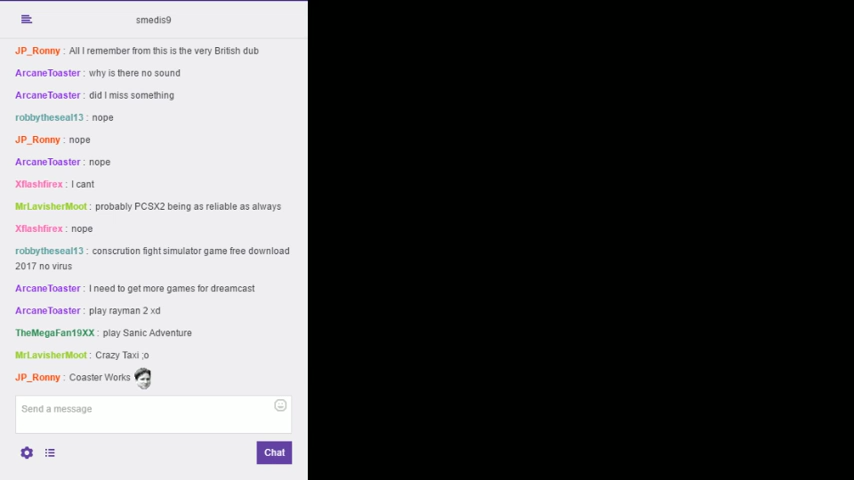 smedis9
JP_Ronny : All I remember from this is the very British dub
ArcaneToaster : why is there no sound
ArcaneToaster : did I miss something
robbytheseal13 : nope
JP_Ronny : nope
ArcaneToaster : nope
Xflashfirex : I cant
MrLavisherMoot : probably PCSX2 being as reliable as always
Xflashfirex : nope
robbytheseal13 : conscrution fight simulator game free download
2017 no virus
ArcaneToaster : I need to get more games for dreamcast
ArcaneToaster : play rayman 2 xd
TheMegaFan19XX : play Sanic Adventure
MrLavisherMoot : Crazy Taxi ;o
JP_Ronny : Coaster Works
Send a message
Chat